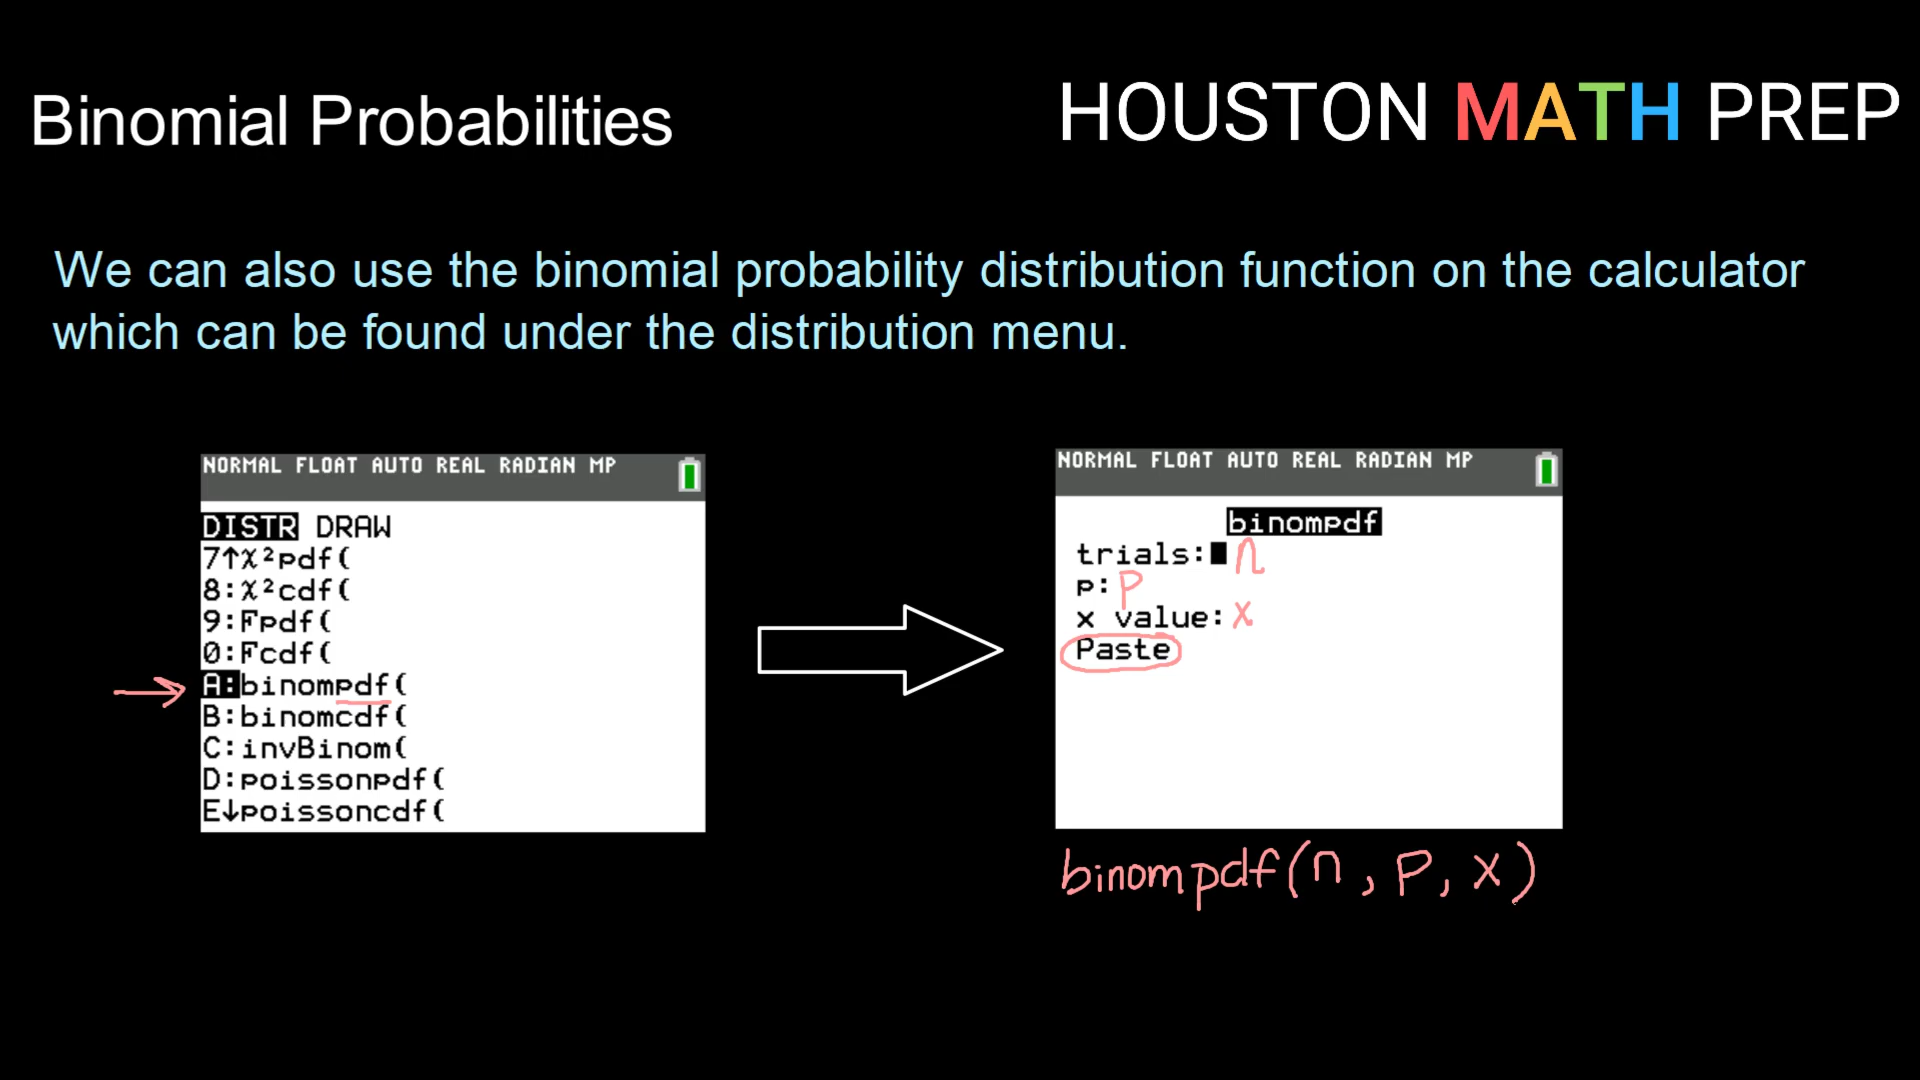 Binomial Probabilities
HOUSTON MATH PREP
We can also use the binomial probability distribution function on the calculator
which can be found under the distribution menu.
NORMAL FLOAT AUTO REAL RADIAN MP
DISTR DRAW
7↑χ²pdf(
8:χ²cdf(
9:Fpdf(
0:Fcdf(
A:binompdf(
B:binomcdf(
C:invBinom(
D:poissonpdf(
E↓poissoncdf(
NORMAL FLOAT AUTO REAL RADIAN MP
binompdf
trials: n
p: p
x value: x
Paste
binompdf(n, p, x)